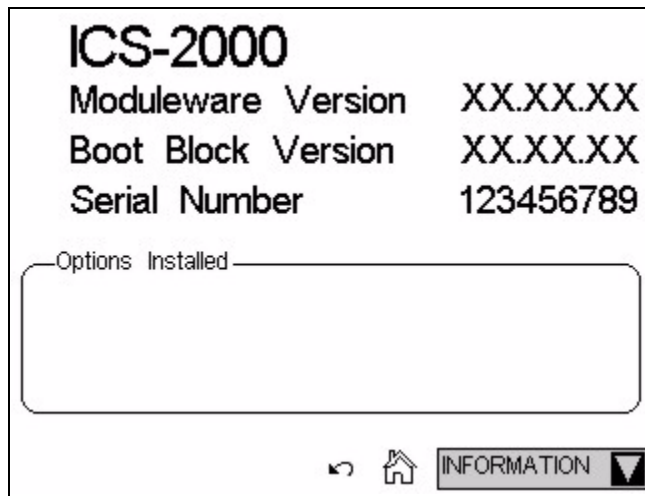 ICS-2000
Moduleware Version XX.XX.XX
Boot Block Version XX.XX.XX
Serial Number 123456789
Options Installed
INFORMATION